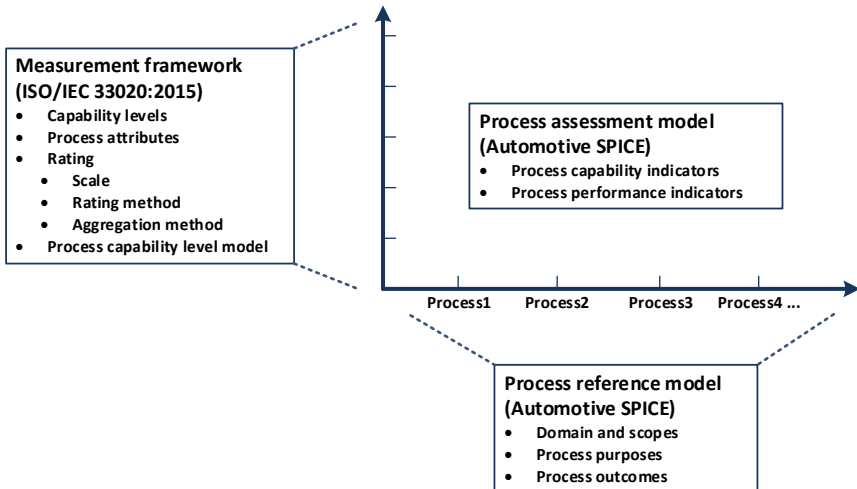 Measurement framework
(ISO/IEC 33020:2015)
• Capability levels
• Process attributes
• Rating
• Scale
• Rating method
• Aggregation method
• Process capability level model
Process assessment model
(Automotive SPICE)
• Process capability indicators
• Process performance indicators
Process1
Process2
Process3
Process4 ...
Process reference model
(Automotive SPICE)
• Domain and scopes
• Process purposes
• Process outcomes